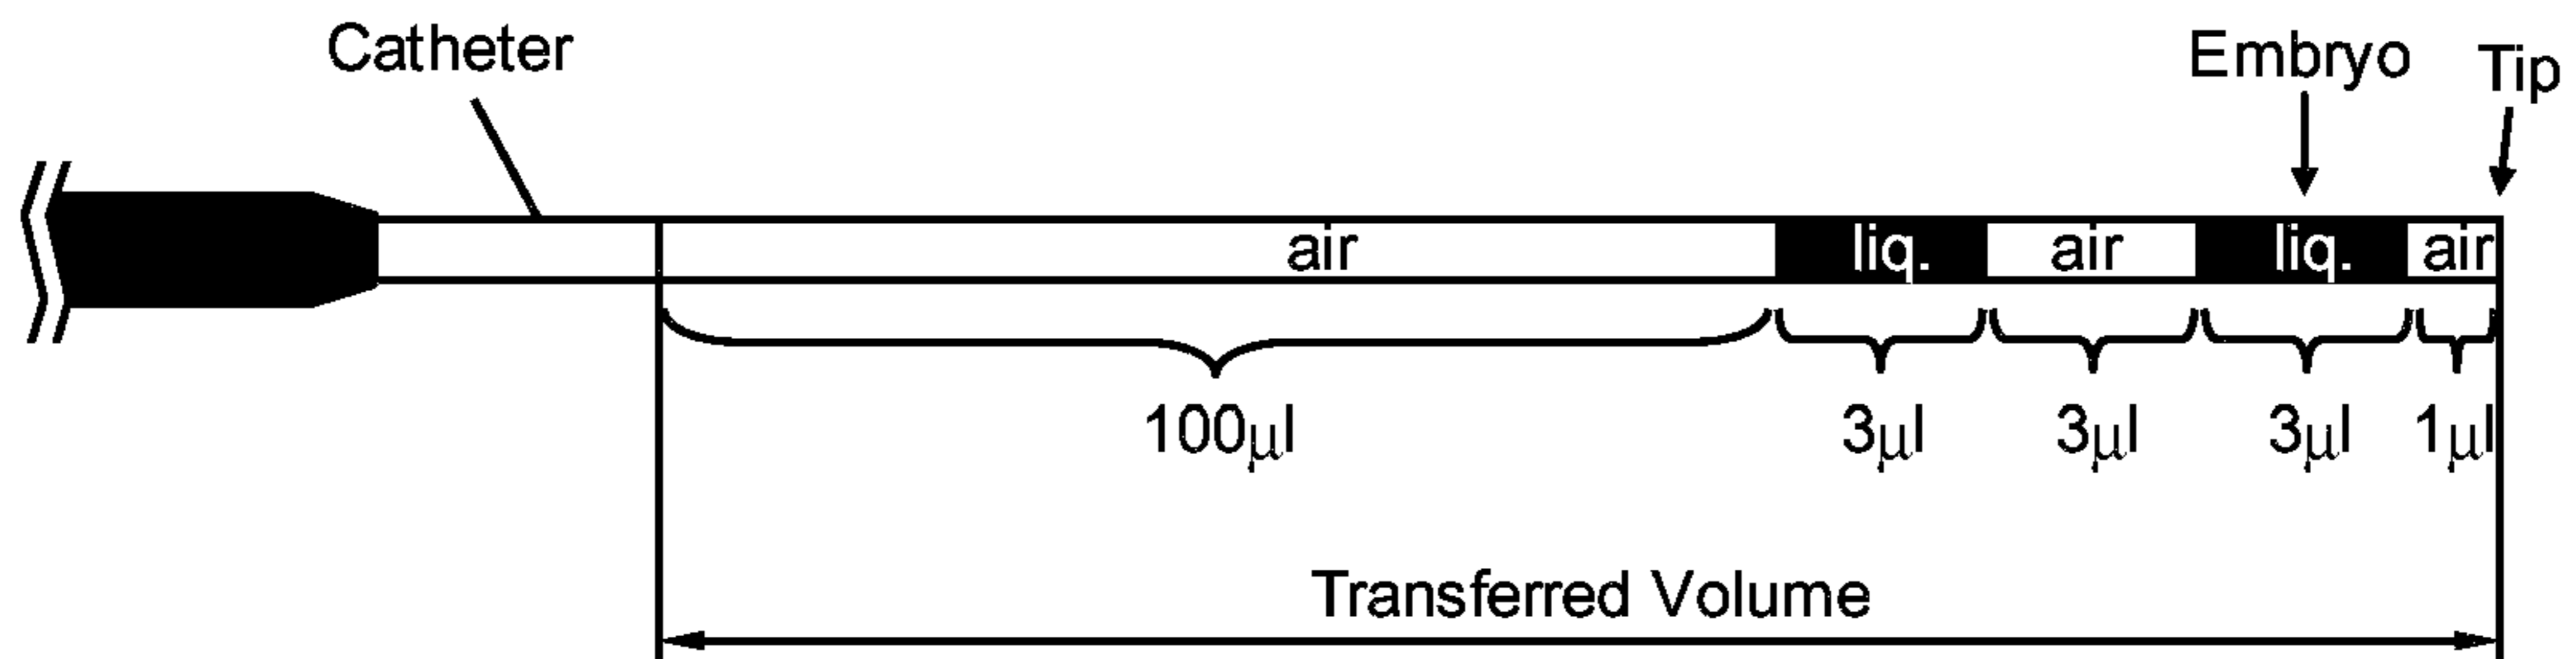 Catheter
Embryo
Tip
air liq. air liq. air
100µl 3µl 3µl 3µl 1µl
Transferred Volume